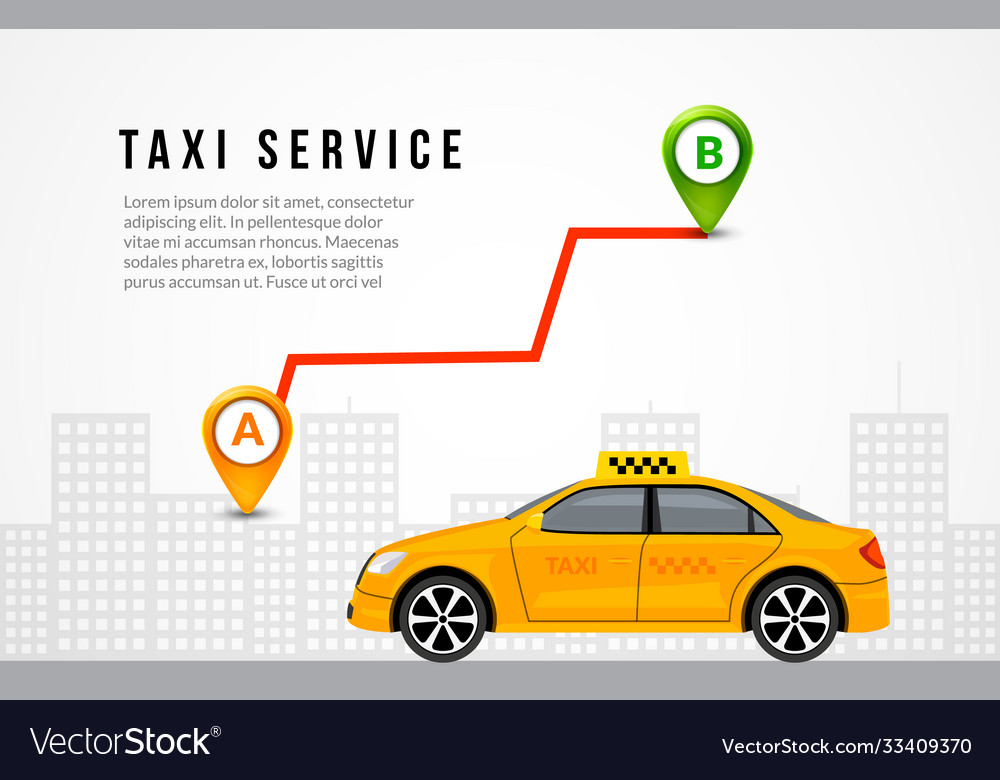 TAXI SERVICE
Lorem ipsum dolor sit amet, consectetur
adipiscing elit. In pellentesque dolor
vitae mi accumsan rhoncus. Maecenas
sodales pharetra ex, lobortis sagittis
purus accumsan ut. Fusce ut orci vel
B
A
TAXI
VectorStock®
VectorStock.com/33409370